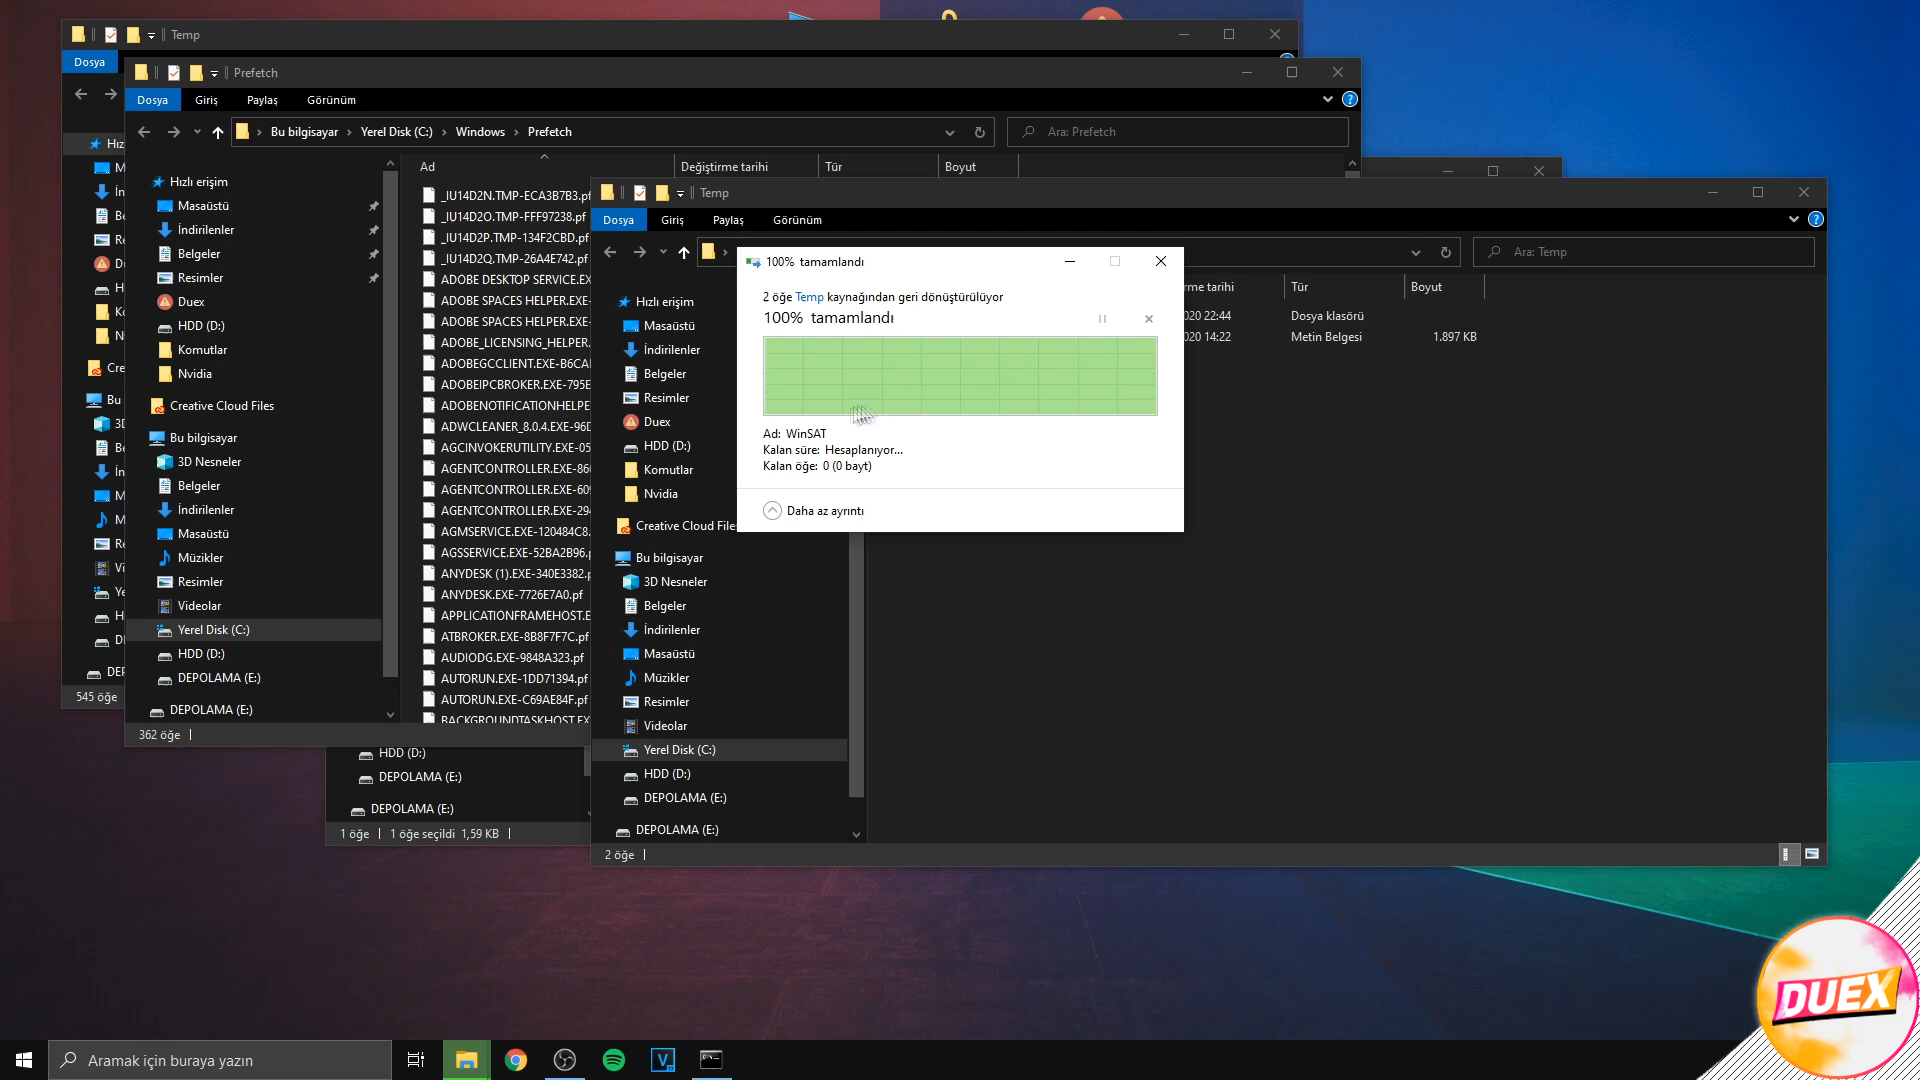 Temp
Dosya
Hız
545 öğe
Prefetch
Dosya Giriş Paylaş Görünüm
Bu bilgisayar Yerel Disk (C:) Windows Prefetch
Ara: Prefetch
Ad Değiştirme tarihi Tür Boyut
Hızlı erişim
Masaüstü
İndirilenler
Belgeler
Resimler
Duex
HDD (D:)
Komutlar
Nvidia
Creative Cloud Files
Bu bilgisayar
3D Nesneler
Belgeler
İndirilenler
Masaüstü
Müzikler
Resimler
Videolar
Yerel Disk (C:)
HDD (D:)
DEPOLAMA (E:)
DEPOLAMA (E:)
362 öğe
_IU14D2N.TMP-ECA3B7B3.pf
_IU14D2O.TMP-FFF97238.pf
_IU14D2P.TMP-134F2CBD.pf
_IU14D2Q.TMP-26A4E742.pf
ADOBE DESKTOP SERVICE.EX
ADOBE SPACES HELPER.EXE-
ADOBE SPACES HELPER.EXE-
ADOBE_LICENSING_HELPER.
ADOBEGCCLIENT.EXE-B6CA
ADOBEIPCBROKER.EXE-795E
ADOBENOTIFICATIONHELPE
ADWCLEANER_8.0.4.EXE-96D
AGCINVOKERUTILITY.EXE-05
AGENTCONTROLLER.EXE-86
AGENTCONTROLLER.EXE-609
AGENTCONTROLLER.EXE-294
AGMSERVICE.EXE-120484C8.
AGSSERVICE.EXE-52BA2B96.p
ANYDESK (1).EXE-340E3382.p
ANYDESK.EXE-7726E7A0.pf
APPLICATIONFRAMEHOST.E
ATBROKER.EXE-8B8F7F7C.pf
AUDIODG.EXE-9848A323.pf
AUTORUN.EXE-1DD71394.pf
AUTORUN.EXE-C69AE84F.pf
BACKGROUNDTASKHOST.EX
HDD (D:)
DEPOLAMA (E:)
DEPOLAMA (E:)
1 öğe 1 öğe seçildi 1,59 KB
Temp
Dosya Giriş Paylaş Görünüm
Ara: Temp
rme tarihi Tür Boyut
020 22:44 Dosya klasörü
020 14:22 Metin Belgesi 1.897 KB
Hızlı erişim
Masaüstü
İndirilenler
Belgeler
Resimler
Duex
HDD (D:)
Komutlar
Nvidia
Creative Cloud Files
Bu bilgisayar
3D Nesneler
Belgeler
İndirilenler
Masaüstü
Müzikler
Resimler
Videolar
Yerel Disk (C:)
HDD (D:)
DEPOLAMA (E:)
DEPOLAMA (E:)
2 öğe
100% tamamlandı
2 öğe Temp kaynağından geri dönüştürülüyor
100% tamamlandı
Ad: WinSAT
Kalan süre: Hesaplanıyor...
Kalan öğe: 0 (0 bayt)
Daha az ayrıntı
Aramak için buraya yazın
DUEX